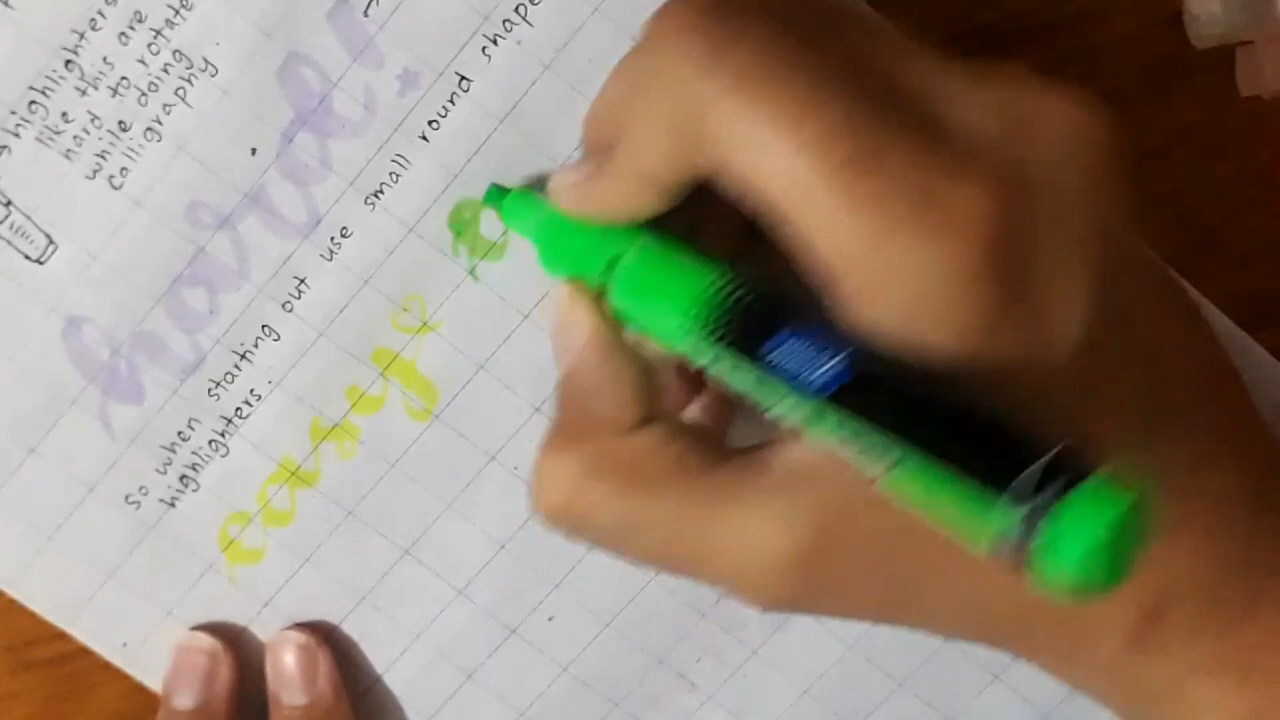 highlighters
like this are
hard to rotate
while doing
calligraphy.
hard!
So when starting out use small round shape
highlighters.
easy